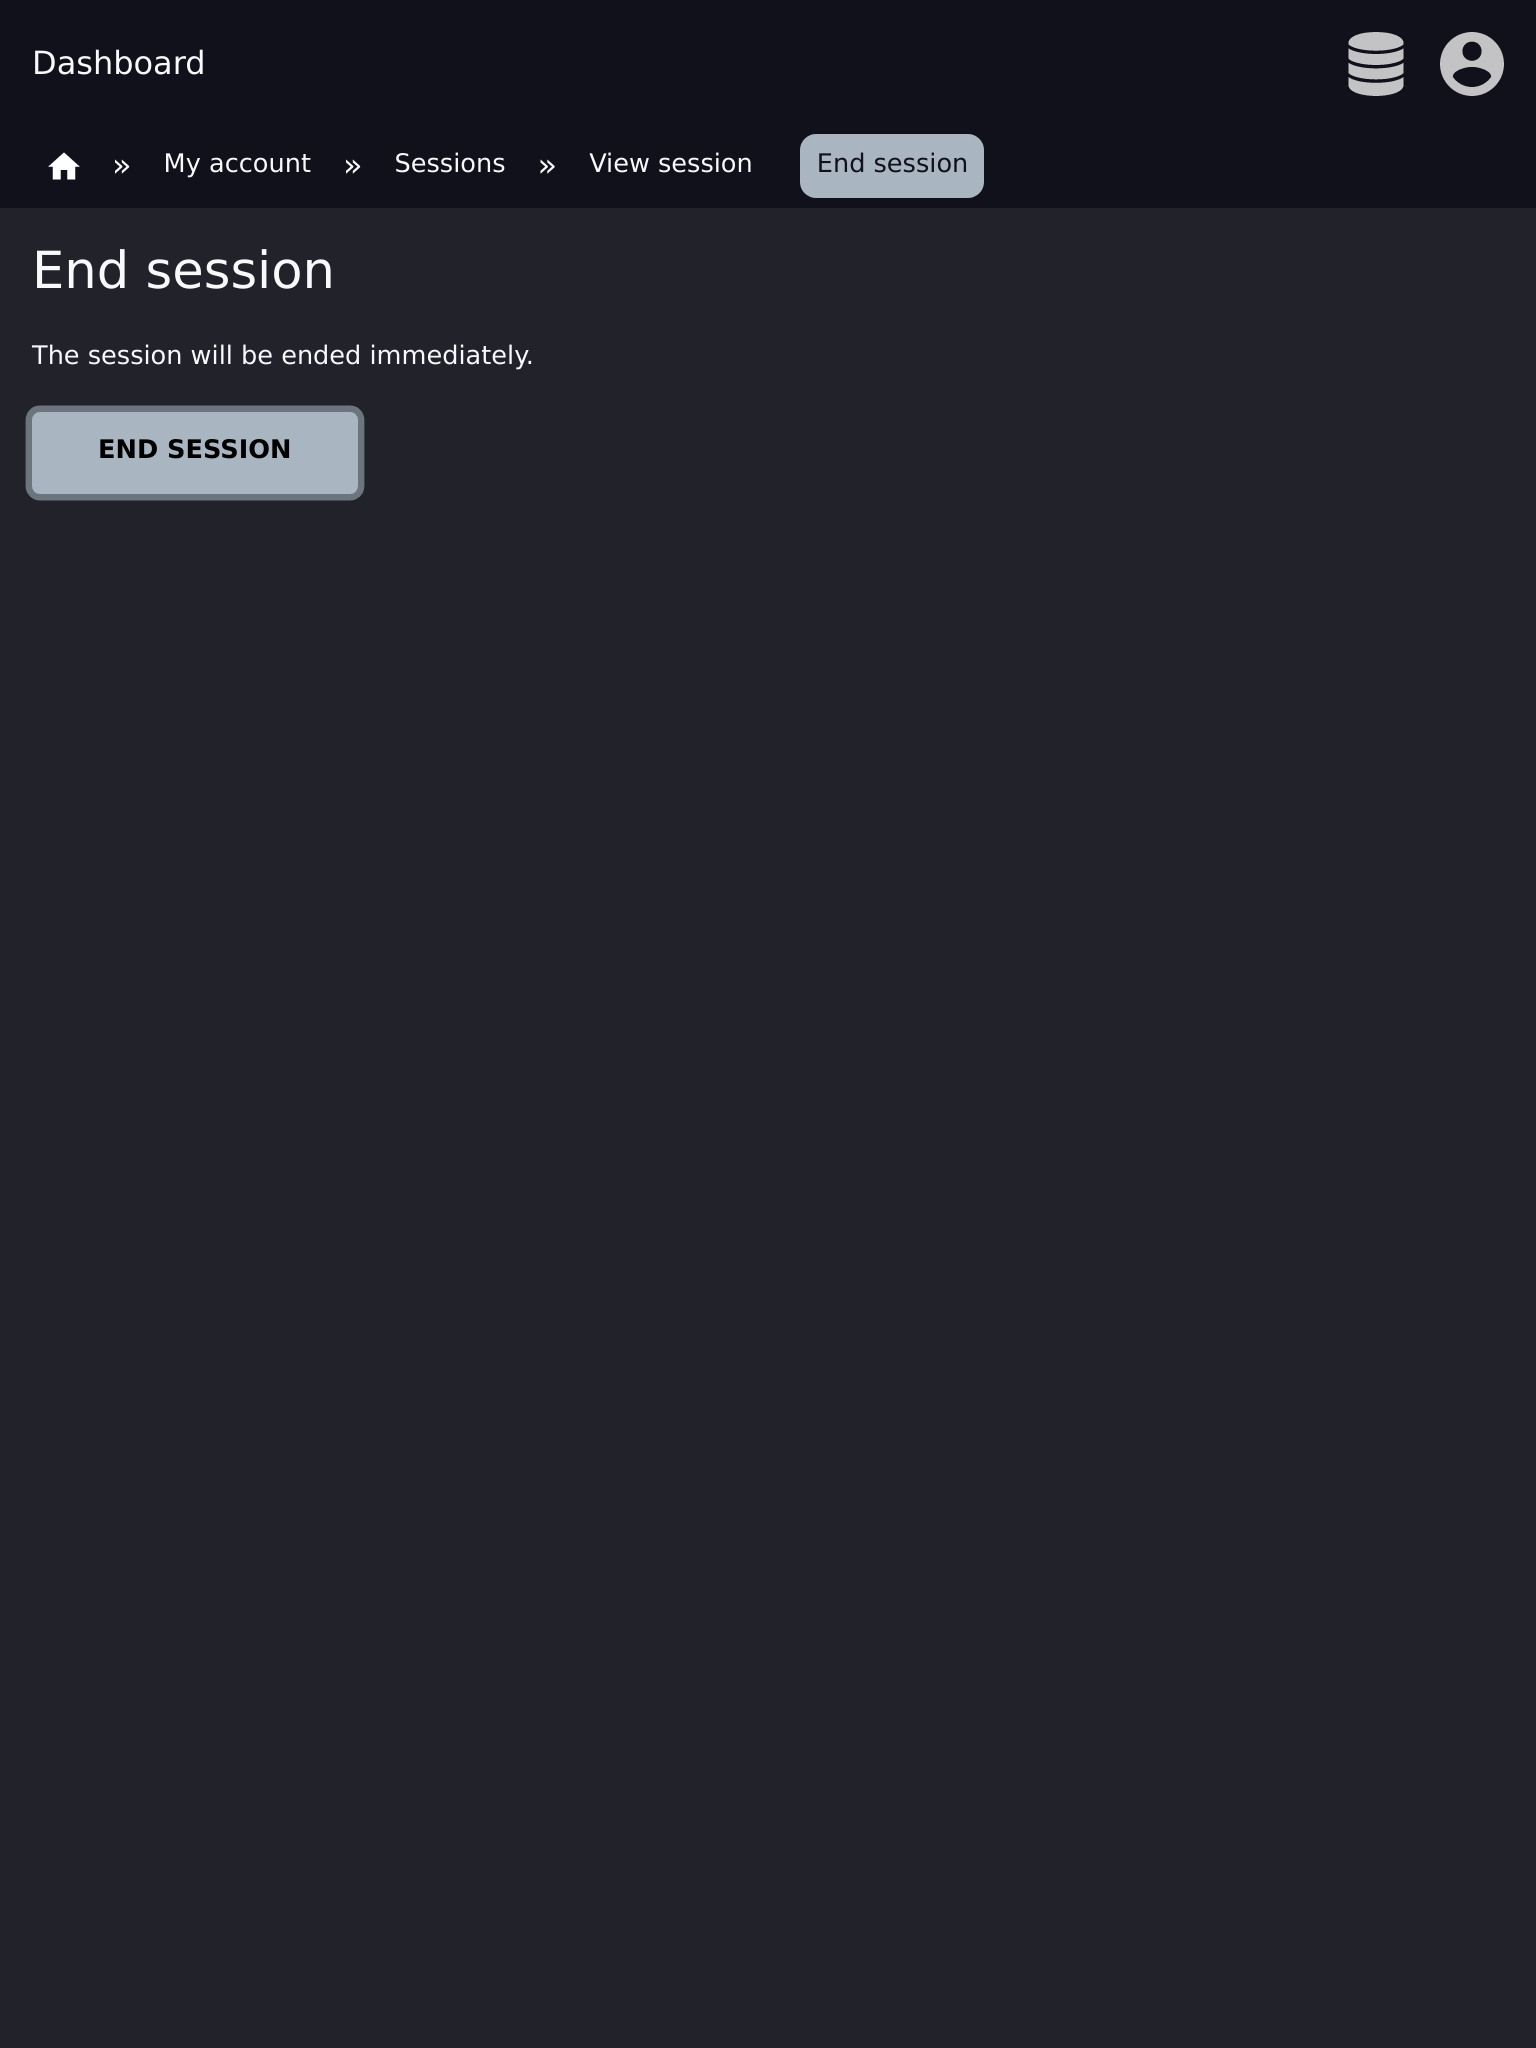 Dashboard
» My account » Sessions » View session End session
End session
The session will be ended immediately.
END SESSION